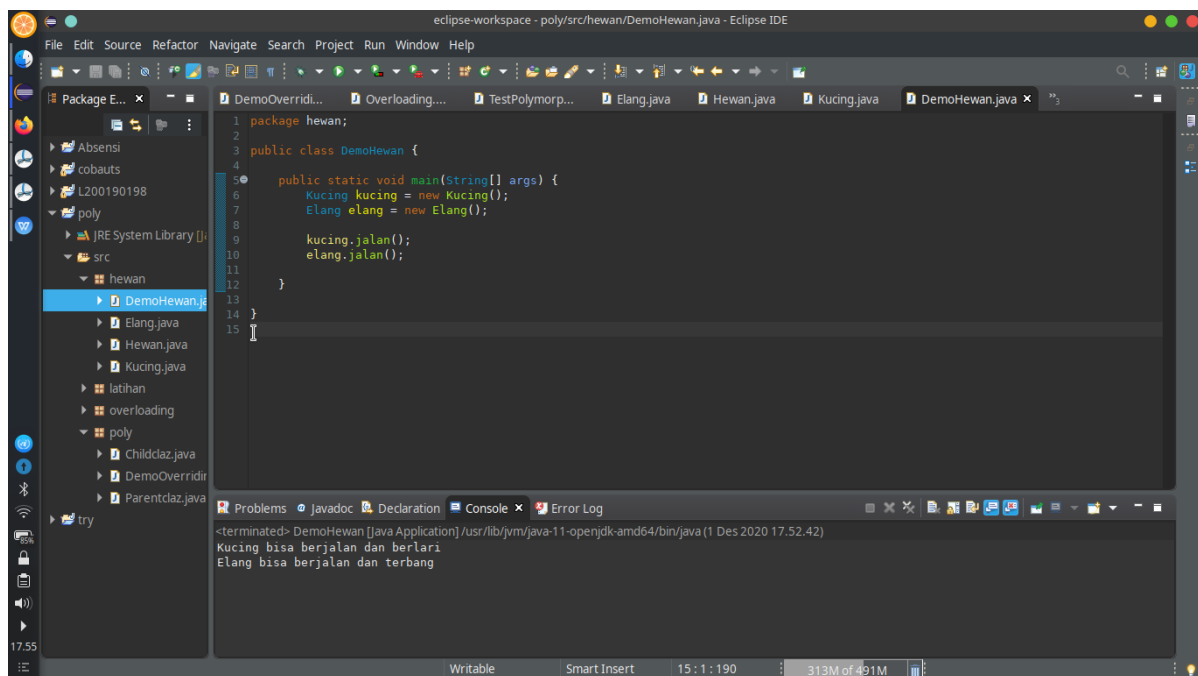 eclipse-workspace - poly/src/hewan/DemoHewan.java - Eclipse IDE
File Edit Source Refactor Navigate Search Project Run Window Help
Package E...
DemoOverridi... Overloading.... TestPolymorp... Elang.java Hewan.java Kucing.java DemoHewan.java »3
Absensi
cobauts
L200190198
poly
JRE System Library [J
src
hewan
DemoHewan.ja
Elang.java
Hewan.java
Kucing.java
latihan
overloading
poly
Childclaz.java
DemoOverridin
Parentclaz.java
try
1 package hewan;
2
3 public class DemoHewan {
4
5 public static void main(String[] args) {
6 Kucing kucing = new Kucing();
7 Elang elang = new Elang();
8
9 kucing.jalan();
10 elang.jalan();
11
12 }
13
14 }
15
Problems Javadoc Declaration Console Error Log
<terminated> DemoHewan [Java Application] /usr/lib/jvm/java-11-openjdk-amd64/bin/java (1 Des 2020 17.52.42)
Kucing bisa berjalan dan berlari
Elang bisa berjalan dan terbang
85%
17.55
Writable Smart Insert 15 : 1 : 190 313M of 491M